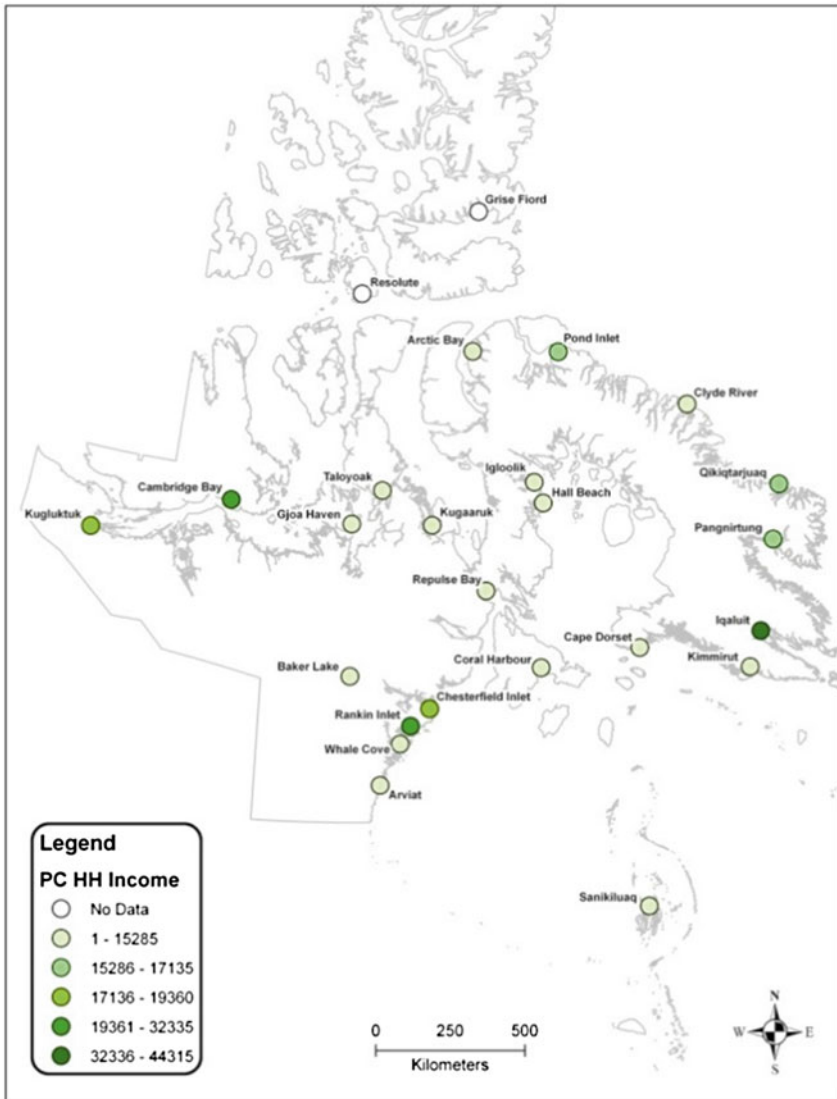 Grise Fiord
Resolute
Arctic Bay
Pond Inlet
Clyde River
Igloolik
Qikiqtarjuaq
Taloyoak
Cambridge Bay
Hall Beach
Kugluktuk
Gjoa Haven
Kugaaruk
Pangnirtung
Repulse Bay
Iqaluit
Cape Dorset
Kimmirut
Baker Lake
Coral Harbour
Chesterfield Inlet
Rankin Inlet
Whale Cove
Arviat
Sanikiluaq
Legend
PC HH Income
No Data
1 - 15285
15286 - 17135
17136 - 19360
19361 - 32335
32336 - 44315
0 250 500
Kilometers
N
W E
S